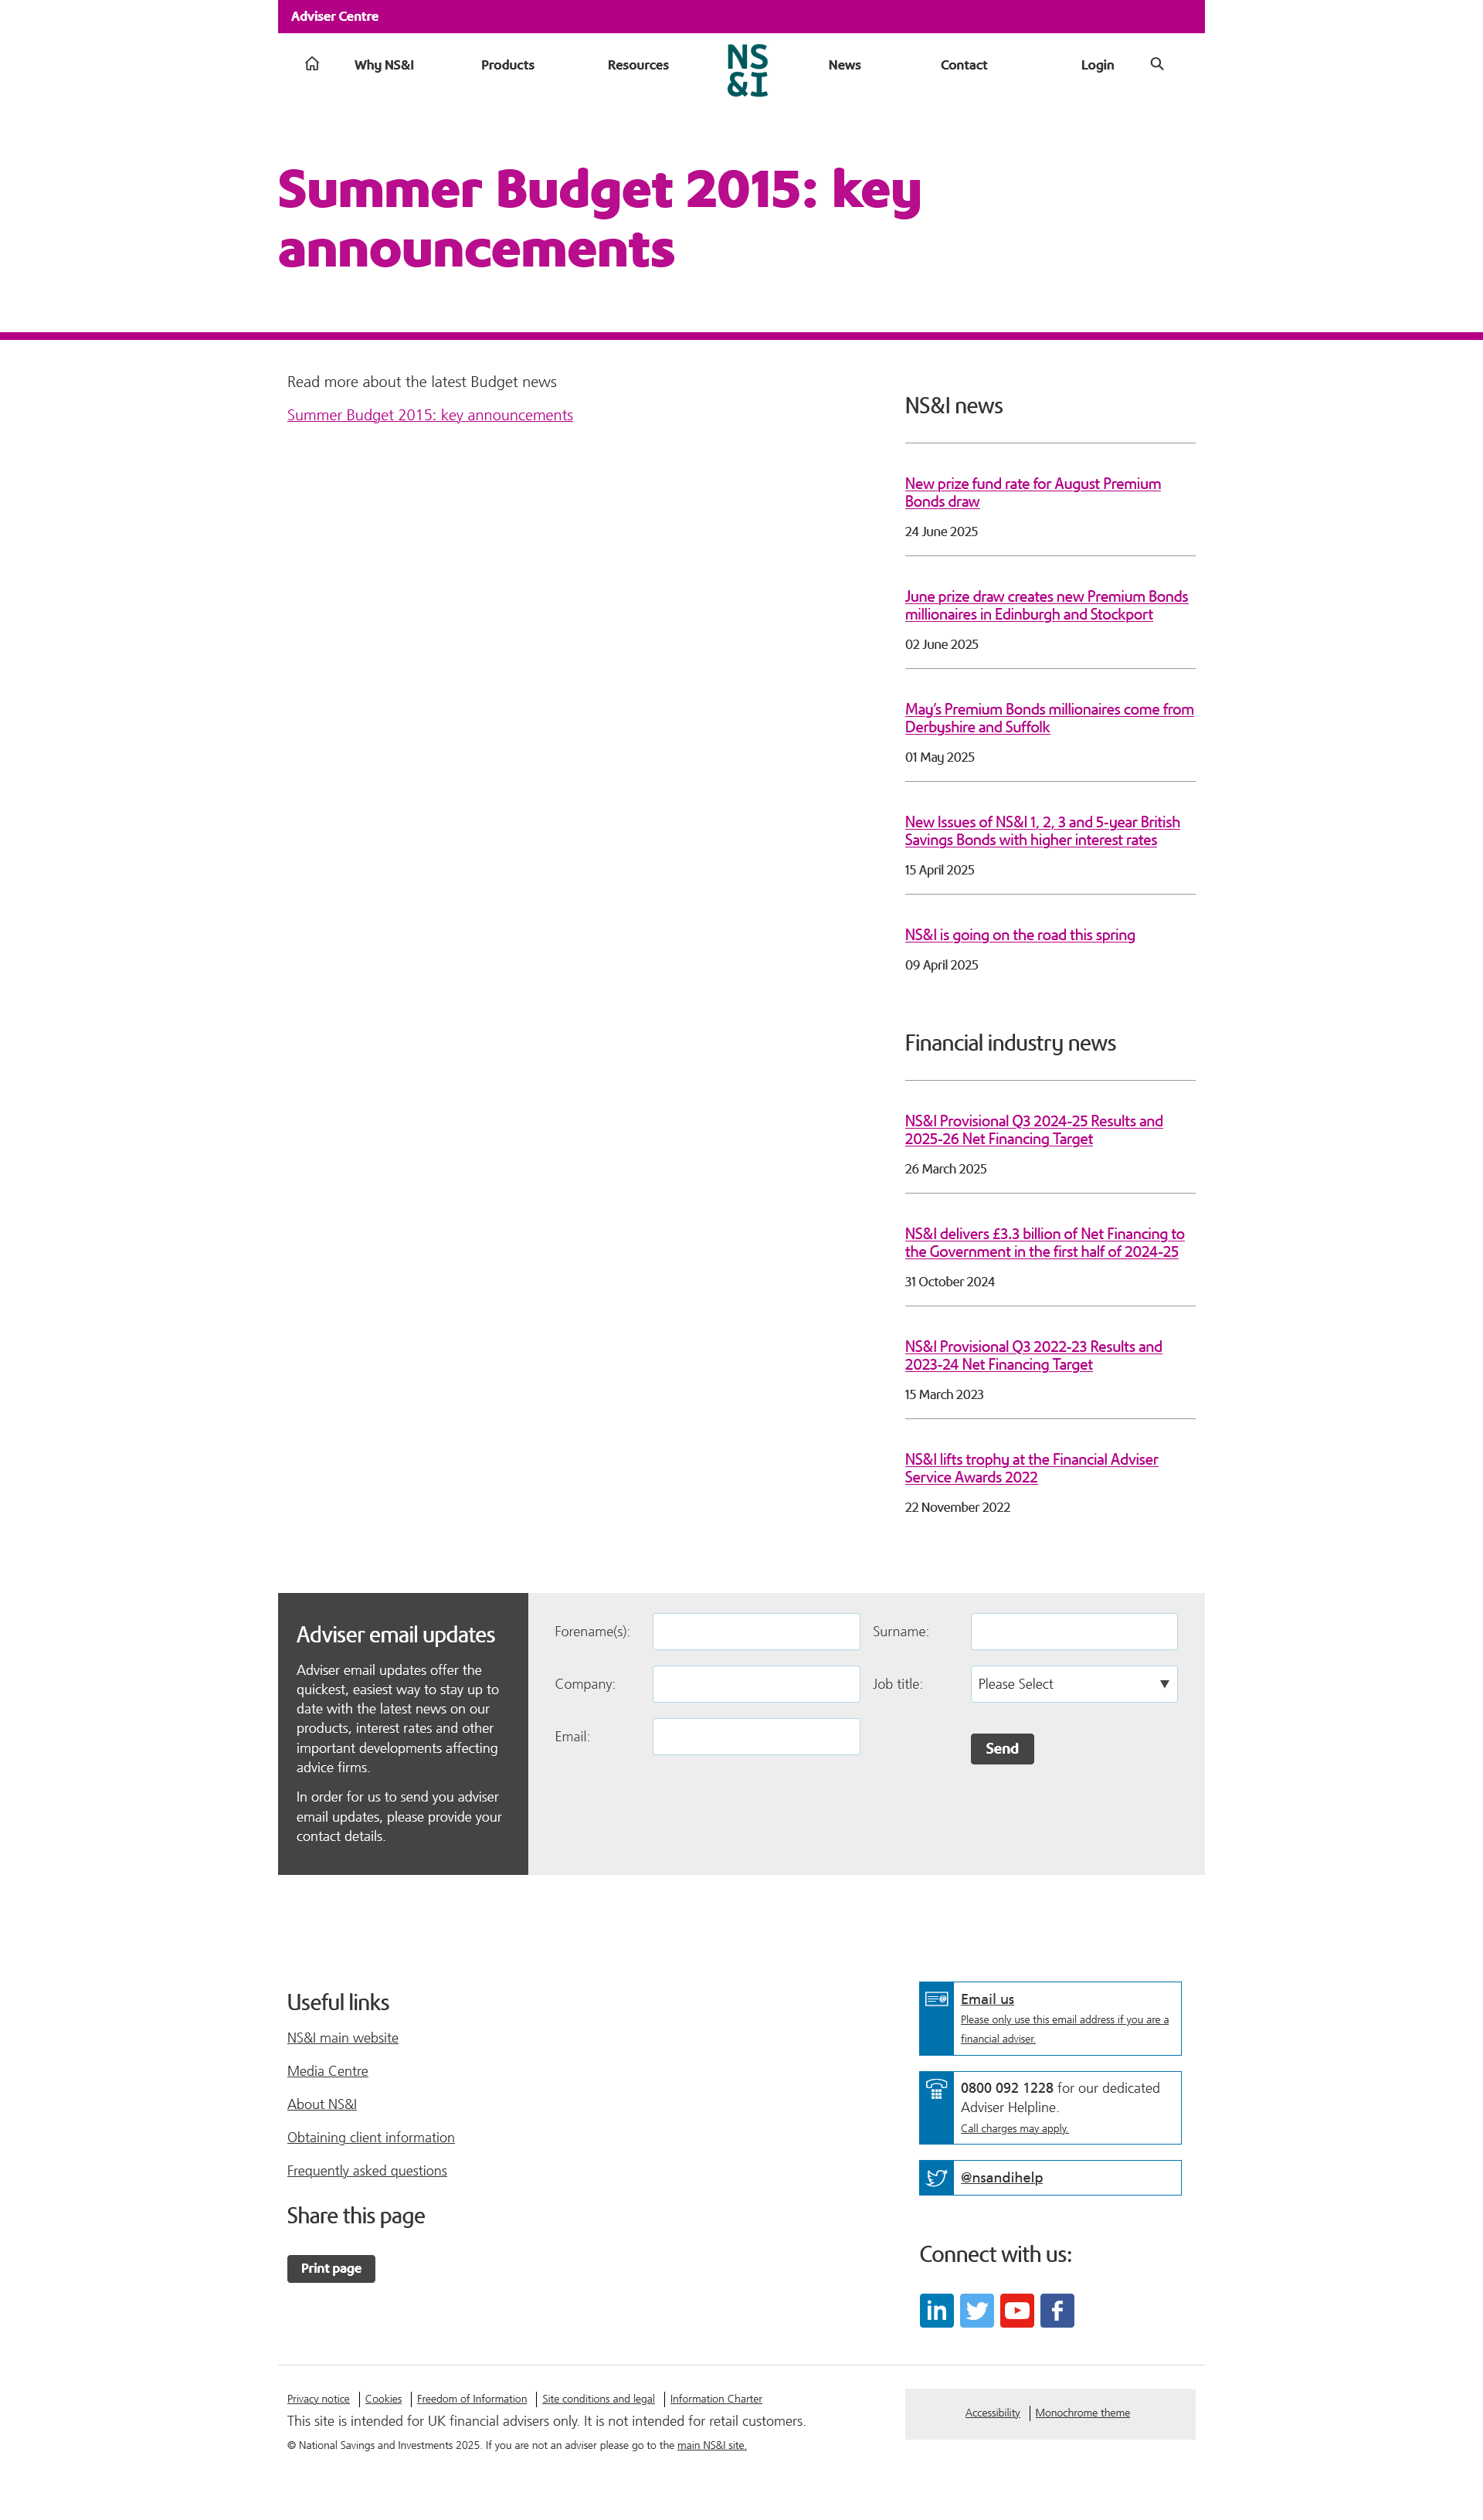 Adviser Centre
Why NS&I
Products
Resources
NS
&I
News
Contact
Login
Summer Budget 2015: key
announcements
Read more about the latest Budget news
Summer Budget 2015: key announcements
NS&I news
New prize fund rate for August Premium
Bonds draw
24 June 2025
June prize draw creates new Premium Bonds
millionaires in Edinburgh and Stockport
02 June 2025
May's Premium Bonds millionaires come from
Derbyshire and Suffolk
01 May 2025
New Issues of NS&I 1, 2, 3 and 5-year British
Savings Bonds with higher interest rates
15 April 2025
NS&I is going on the road this spring
09 April 2025
Financial industry news
NS&I Provisional Q3 2024-25 Results and
2025-26 Net Financing Target
26 March 2025
NS&I delivers £3.3 billion of Net Financing to
the Government in the first half of 2024-25
31 October 2024
NS&I Provisional Q3 2022-23 Results and
2023-24 Net Financing Target
15 March 2023
NS&I lifts trophy at the Financial Adviser
Service Awards 2022
22 November 2022
Adviser email updates
Adviser email updates offer the
quickest, easiest way to stay up to
date with the latest news on our
products, interest rates and other
important developments affecting
advice firms.
In order for us to send you adviser
email updates, please provide your
contact details.
Forename(s):
Surname:
Company:
Job title:
Please Select
Email:
Send
Useful links
NS&I main website
Media Centre
About NS&I
Obtaining client information
Frequently asked questions
Share this page
Print page
Email us
Please only use this email address if you are a
financial adviser.
0800 092 1228 for our dedicated
Adviser Helpline.
Call charges may apply.
@nsandihelp
Connect with us:
Privacy notice
Cookies
Freedom of Information
Site conditions and legal
Information Charter
This site is intended for UK financial advisers only. It is not intended for retail customers.
© National Savings and Investments 2025. If you are not an adviser please go to the main NS&I site.
Accessibility
Monochrome theme